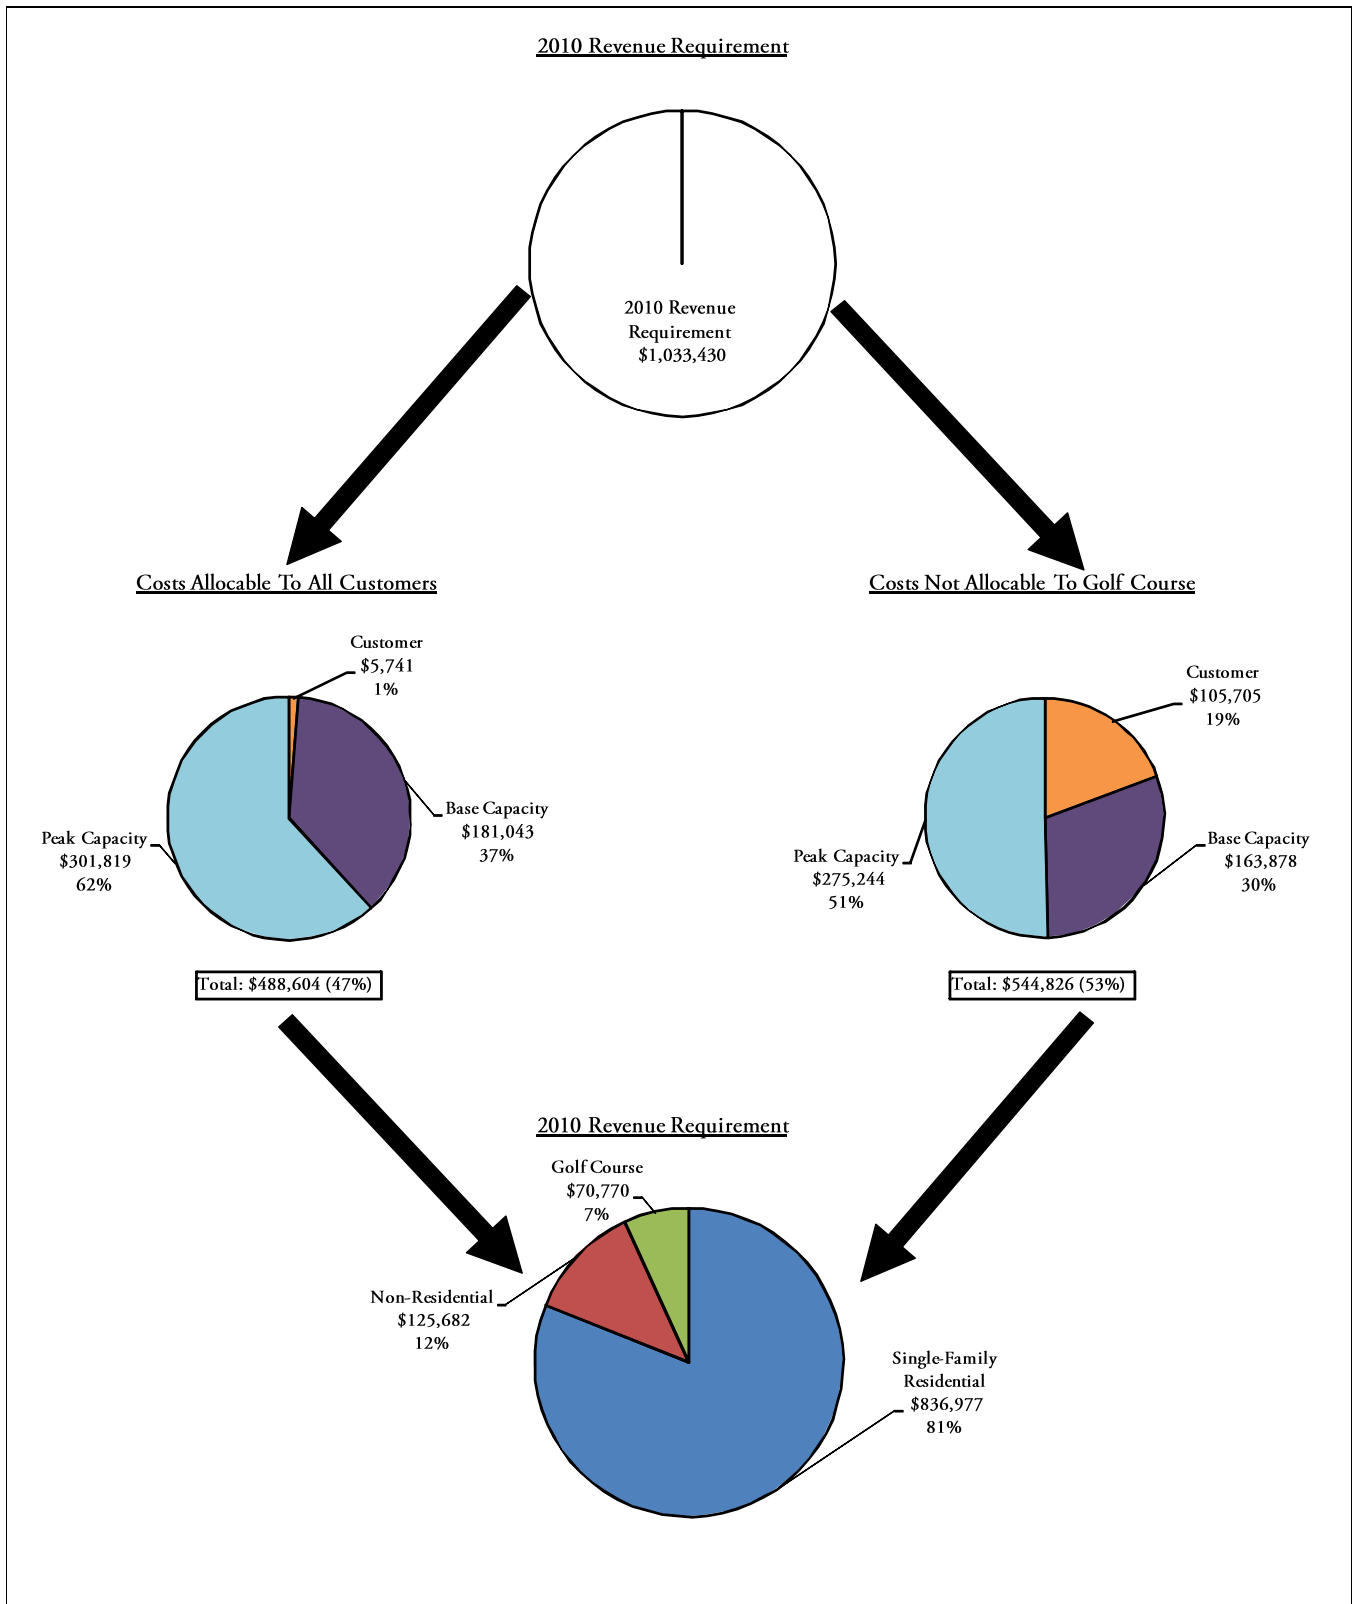 2010 Revenue Requirement
2010 Revenue
Requirement
$1,033,430
Costs Allocable To All Customers
Customer
$5,741
1%
Base Capacity
$181,043
37%
Peak Capacity
$301,819
62%
Total: $488,604 (47%)
Costs Not Allocable To Golf Course
Customer
$105,705
19%
Base Capacity
$163,878
30%
Peak Capacity
$275,244
51%
Total: $544,826 (53%)
2010 Revenue Requirement
Golf Course
$70,770
7%
Non-Residential
$125,682
12%
Single-Family
Residential
$836,977
81%